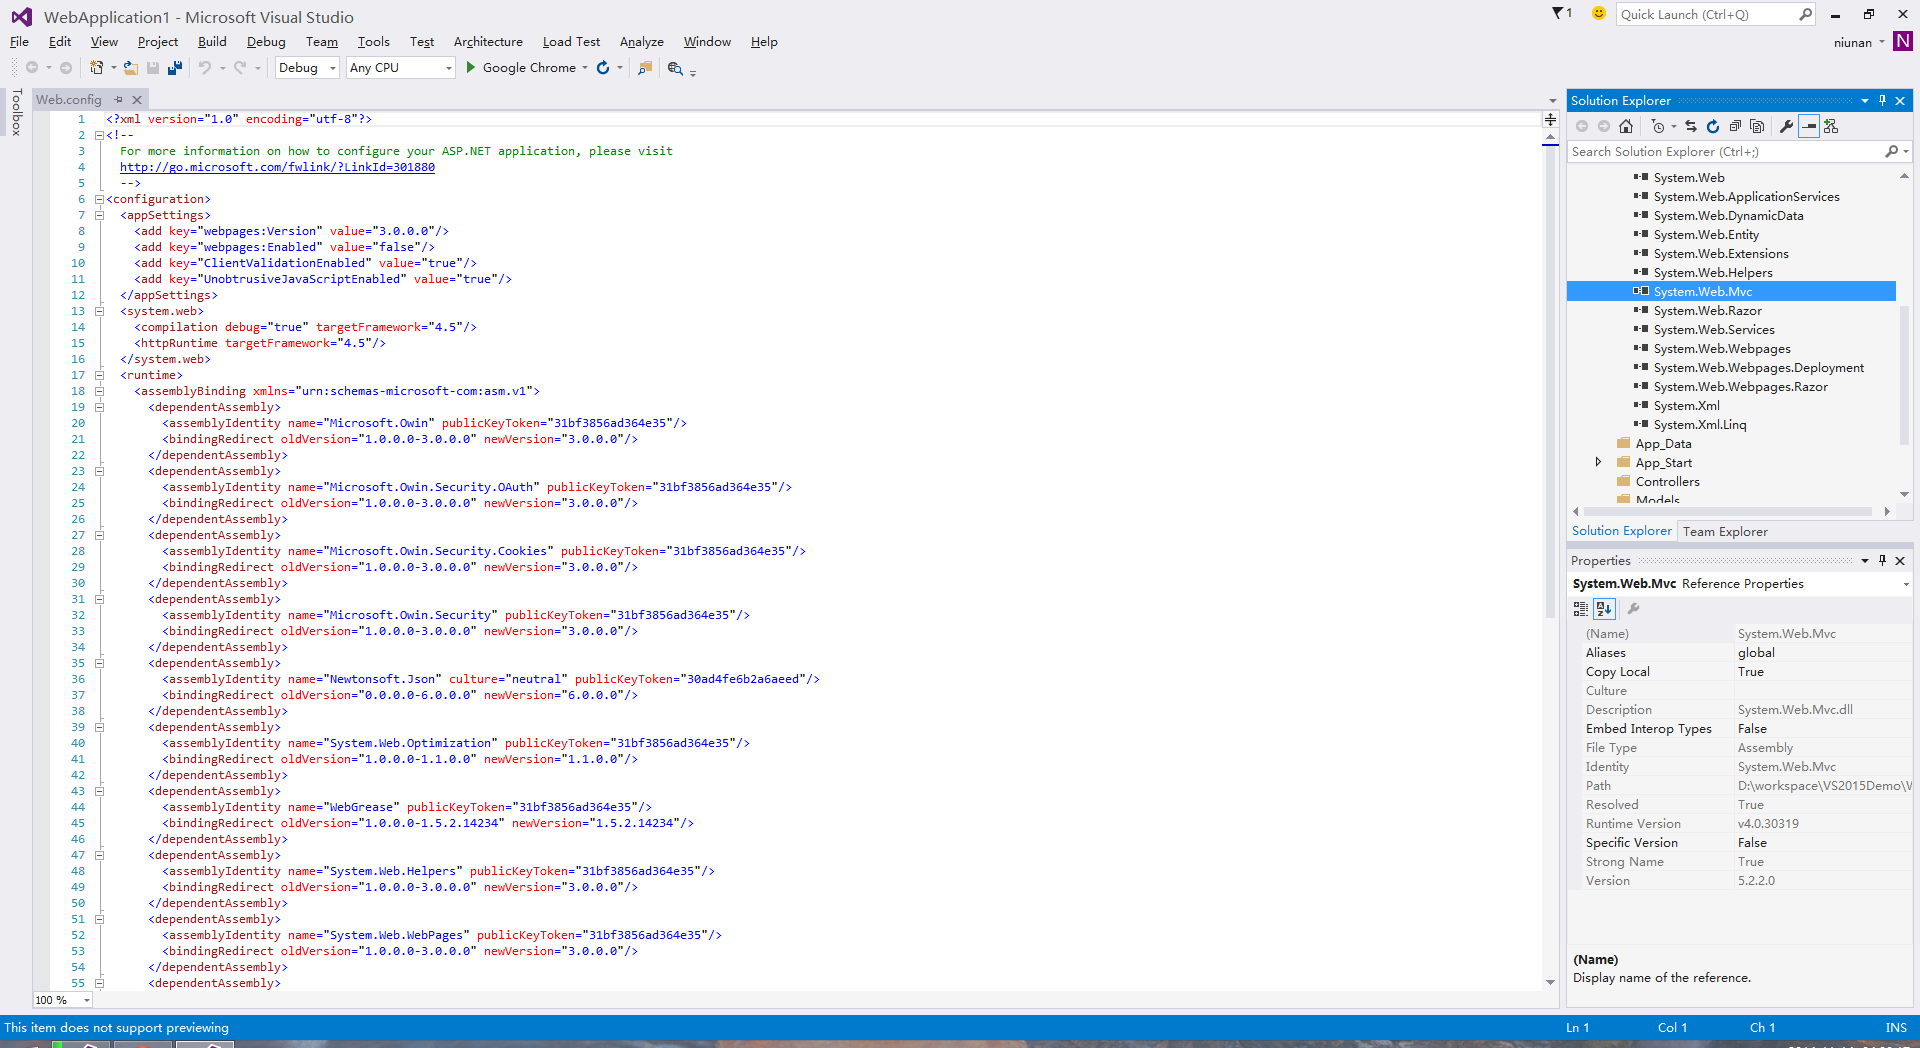 WebApplication1 - Microsoft Visual Studio
1
Quick Launch (Ctrl+Q)
File Edit View Project Build Debug Team Tools Test Architecture Load Test Analyze Window Help
niunan N
Debug Any CPU Google Chrome
Toolbox
Web.config
1 <?xml version="1.0" encoding="utf-8"?>
2 <!--
3 For more information on how to configure your ASP.NET application, please visit
4 http://go.microsoft.com/fwlink/?LinkId=301880
5 -->
6 <configuration>
7 <appSettings>
8 <add key="webpages:Version" value="3.0.0.0"/>
9 <add key="webpages:Enabled" value="false"/>
10 <add key="ClientValidationEnabled" value="true"/>
11 <add key="UnobtrusiveJavaScriptEnabled" value="true"/>
12 </appSettings>
13 <system.web>
14 <compilation debug="true" targetFramework="4.5"/>
15 <httpRuntime targetFramework="4.5"/>
16 </system.web>
17 <runtime>
18 <assemblyBinding xmlns="urn:schemas-microsoft-com:asm.v1">
19 <dependentAssembly>
20 <assemblyIdentity name="Microsoft.Owin" publicKeyToken="31bf3856ad364e35"/>
21 <bindingRedirect oldVersion="1.0.0.0-3.0.0.0" newVersion="3.0.0.0"/>
22 </dependentAssembly>
23 <dependentAssembly>
24 <assemblyIdentity name="Microsoft.Owin.Security.OAuth" publicKeyToken="31bf3856ad364e35"/>
25 <bindingRedirect oldVersion="1.0.0.0-3.0.0.0" newVersion="3.0.0.0"/>
26 </dependentAssembly>
27 <dependentAssembly>
28 <assemblyIdentity name="Microsoft.Owin.Security.Cookies" publicKeyToken="31bf3856ad364e35"/>
29 <bindingRedirect oldVersion="1.0.0.0-3.0.0.0" newVersion="3.0.0.0"/>
30 </dependentAssembly>
31 <dependentAssembly>
32 <assemblyIdentity name="Microsoft.Owin.Security" publicKeyToken="31bf3856ad364e35"/>
33 <bindingRedirect oldVersion="1.0.0.0-3.0.0.0" newVersion="3.0.0.0"/>
34 </dependentAssembly>
35 <dependentAssembly>
36 <assemblyIdentity name="Newtonsoft.Json" culture="neutral" publicKeyToken="30ad4fe6b2a6aeed"/>
37 <bindingRedirect oldVersion="0.0.0.0-6.0.0.0" newVersion="6.0.0.0"/>
38 </dependentAssembly>
39 <dependentAssembly>
40 <assemblyIdentity name="System.Web.Optimization" publicKeyToken="31bf3856ad364e35"/>
41 <bindingRedirect oldVersion="1.0.0.0-1.1.0.0" newVersion="1.1.0.0"/>
42 </dependentAssembly>
43 <dependentAssembly>
44 <assemblyIdentity name="WebGrease" publicKeyToken="31bf3856ad364e35"/>
45 <bindingRedirect oldVersion="1.0.0.0-1.5.2.14234" newVersion="1.5.2.14234"/>
46 </dependentAssembly>
47 <dependentAssembly>
48 <assemblyIdentity name="System.Web.Helpers" publicKeyToken="31bf3856ad364e35"/>
49 <bindingRedirect oldVersion="1.0.0.0-3.0.0.0" newVersion="3.0.0.0"/>
50 </dependentAssembly>
51 <dependentAssembly>
52 <assemblyIdentity name="System.Web.WebPages" publicKeyToken="31bf3856ad364e35"/>
53 <bindingRedirect oldVersion="1.0.0.0-3.0.0.0" newVersion="3.0.0.0"/>
54 </dependentAssembly>
55 <dependentAssembly>
100 %
Solution Explorer
Search Solution Explorer (Ctrl+;)
System.Web
System.Web.ApplicationServices
System.Web.DynamicData
System.Web.Entity
System.Web.Extensions
System.Web.Helpers
System.Web.Mvc
System.Web.Razor
System.Web.Services
System.Web.Webpages
System.Web.Webpages.Deployment
System.Web.Webpages.Razor
System.Xml
System.Xml.Linq
App_Data
App_Start
Controllers
Models
Solution Explorer Team Explorer
Properties
System.Web.Mvc Reference Properties
(Name) System.Web.Mvc
Aliases global
Copy Local True
Culture
Description System.Web.Mvc.dll
Embed Interop Types False
File Type Assembly
Identity System.Web.Mvc
Path D:\workspace\VS2015Demo\
Resolved True
Runtime Version v4.0.30319
Specific Version False
Strong Name True
Version 5.2.2.0
(Name)
Display name of the reference.
This item does not support previewing Ln 1 Col 1 Ch 1 INS